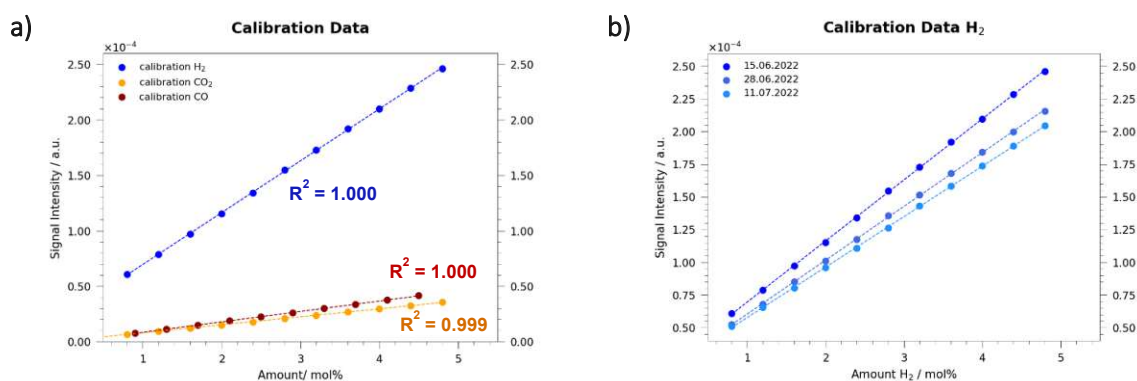 a)
Calibration Data
×10⁻⁴
2.50
2.00
1.50
1.00
0.50
0.00
Signal Intensity / a.u.
calibration H₂
calibration CO₂
calibration CO
R² = 1.000
R² = 1.000
R² = 0.999
2.50
2.00
1.50
1.00
0.50
0.00
1 2 3 4 5
Amount/ mol%
b)
Calibration Data H₂
×10⁻⁴
2.50
2.25
2.00
1.75
1.50
1.25
1.00
0.75
0.50
Signal Intensity / a.u.
15.06.2022
28.06.2022
11.07.2022
2.50
2.25
2.00
1.75
1.50
1.25
1.00
0.75
0.50
1 2 3 4 5
Amount H₂ / mol%